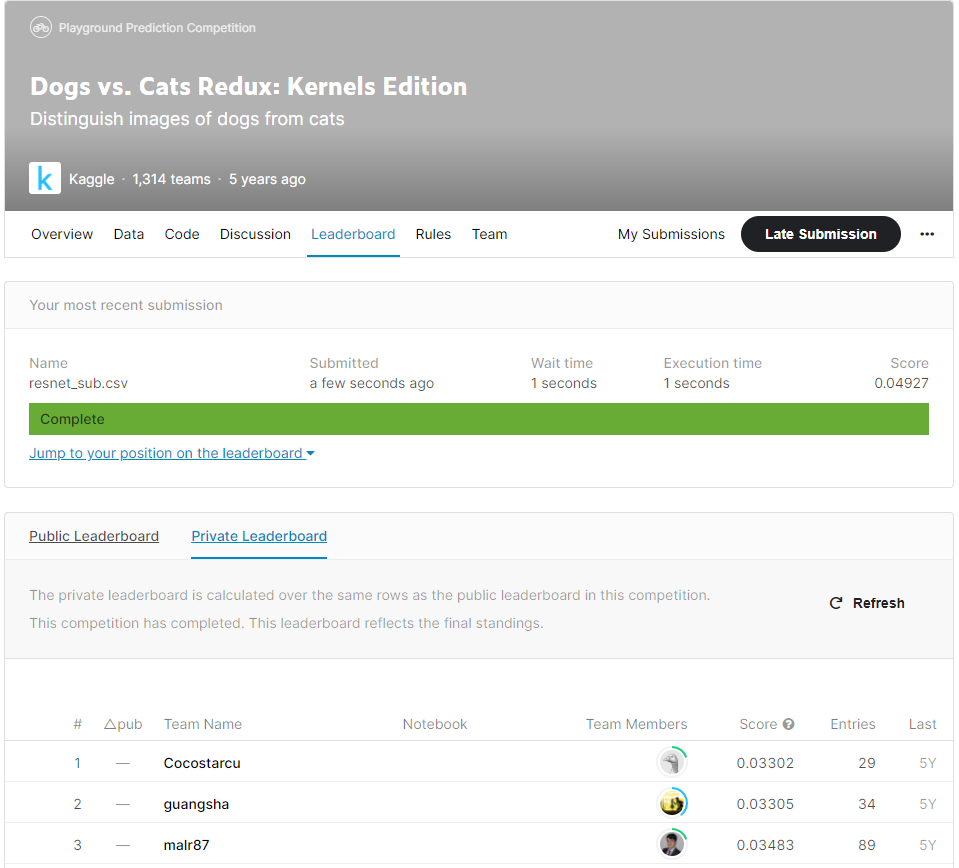 Playground Prediction Competition
Dogs vs. Cats Redux: Kernels Edition
Distinguish images of dogs from cats
k Kaggle · 1,314 teams · 5 years ago
Overview Data Code Discussion Leaderboard Rules Team My Submissions Late Submission ...
Your most recent submission
Name Submitted Wait time Execution time Score
resnet_sub.csv a few seconds ago 1 seconds 1 seconds 0.04927
Complete
Jump to your position on the leaderboard
Public Leaderboard Private Leaderboard
The private leaderboard is calculated over the same rows as the public leaderboard in this competition.
This competition has completed. This leaderboard reflects the final standings.
Refresh
# △pub Team Name Notebook Team Members Score Entries Last
1 — Cocostarcu 0.03302 29 5Y
2 — guangsha 0.03305 34 5Y
3 — malr87 0.03483 89 5Y